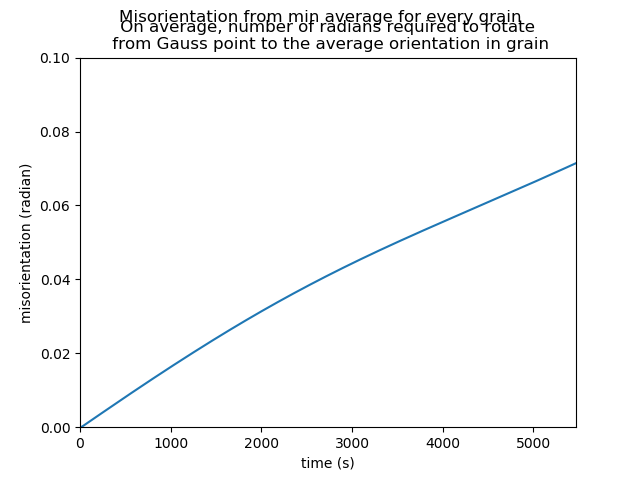 Misorientation from min average for every grain
On average, number of radians required to rotate
from Gauss point to the average orientation in grain
0.10
0.08
0.06
0.04
0.02
0.00
misorientation (radian)
0 1000 2000 3000 4000 5000
time (s)